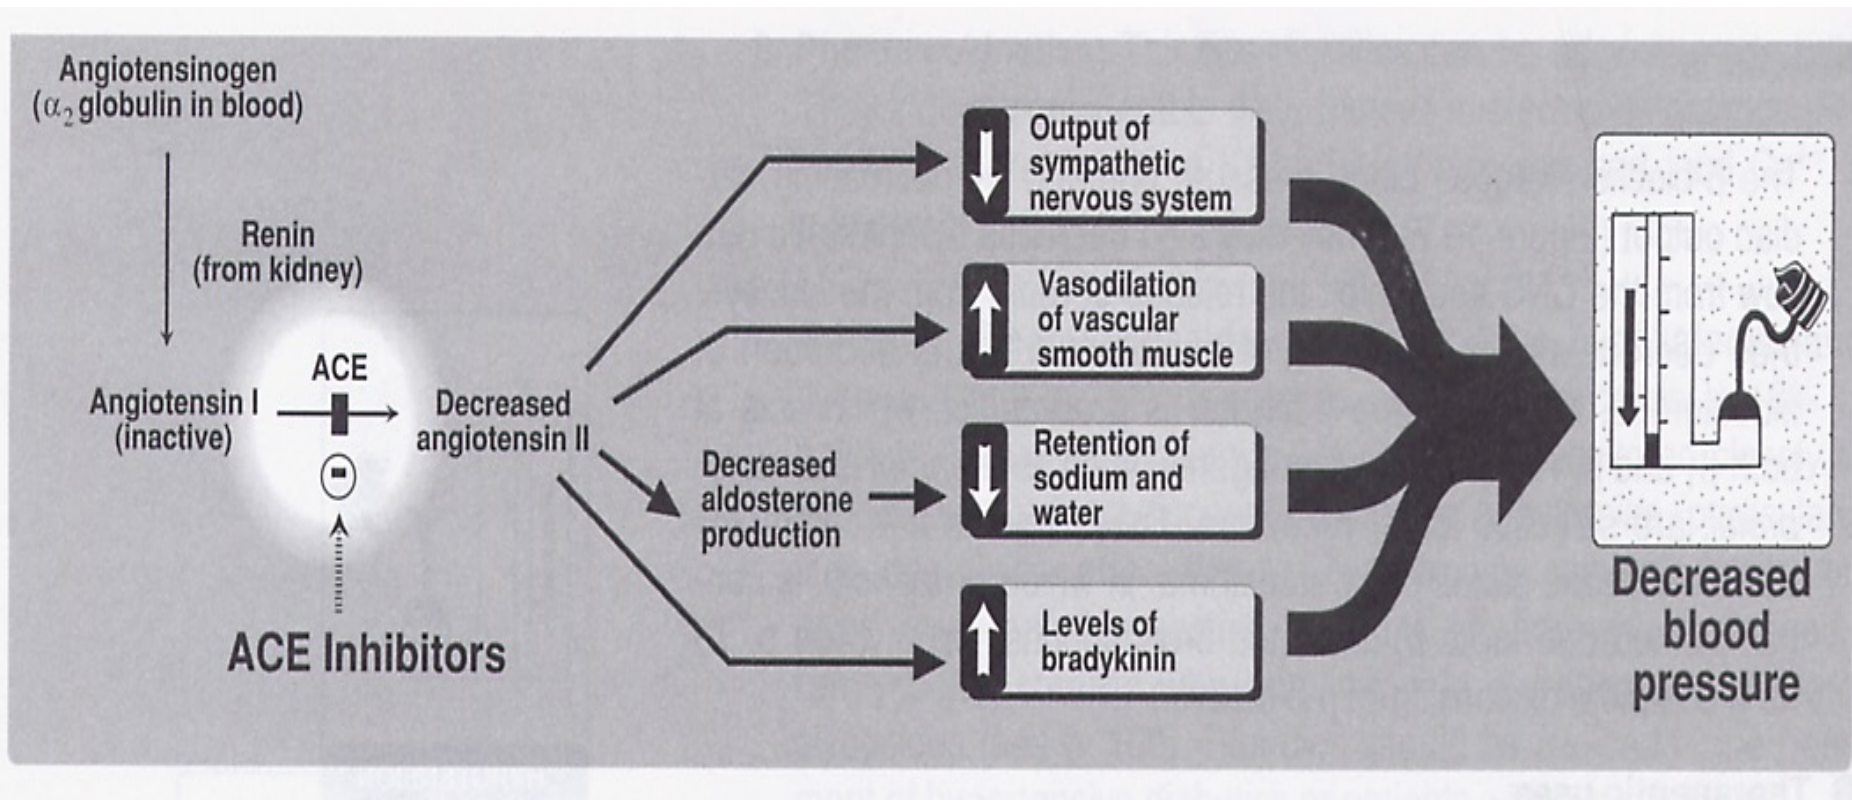 Angiotensinogen
(α₂ globulin in blood)
Renin
(from kidney)
ACE
Angiotensin I
(inactive)
Decreased
angiotensin II
ACE Inhibitors
Decreased
aldosterone
production
Output of
sympathetic
nervous system
Vasodilation
of vascular
smooth muscle
Retention of
sodium and
water
Levels of
bradykinin
Decreased
blood
pressure